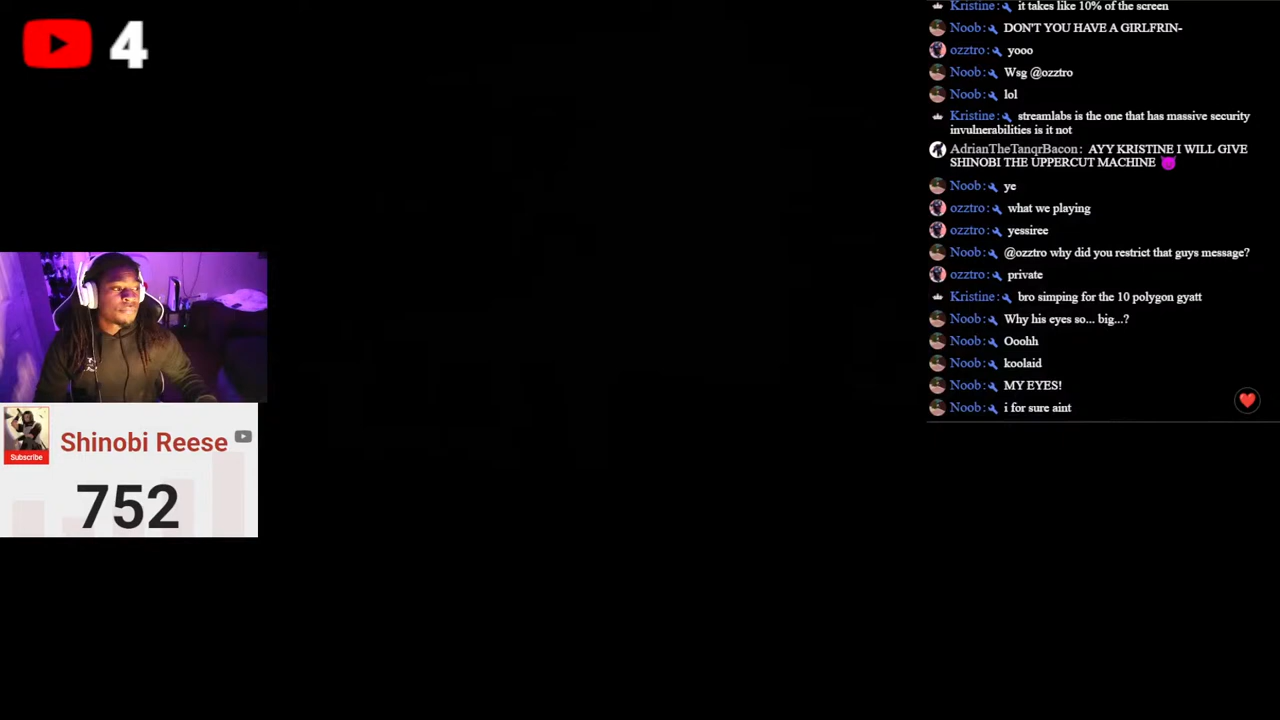 4
Kristine: it takes like 10% of the screen
Noob: DON'T YOU HAVE A GIRLFRIN-
ozztro: yooo
Noob: Wsg @ozztro
Noob: lol
Kristine: streamlabs is the one that has massive security
invulnerabilities is it not
AdrianTheTanqrBacon: AYY KRISTINE I WILL GIVE
SHINOBI THE UPPERCUT MACHINE 😈
Noob: ye
ozztro: what we playing
ozztro: yessiree
Noob: @ozztro why did you restrict that guys message?
ozztro: private
Kristine: bro simping for the 10 polygon gyatt
Noob: Why his eyes so... big...?
Noob: Ooohh
Noob: koolaid
Noob: MY EYES!
Noob: i for sure aint
Shinobi Reese
Subscribe
752